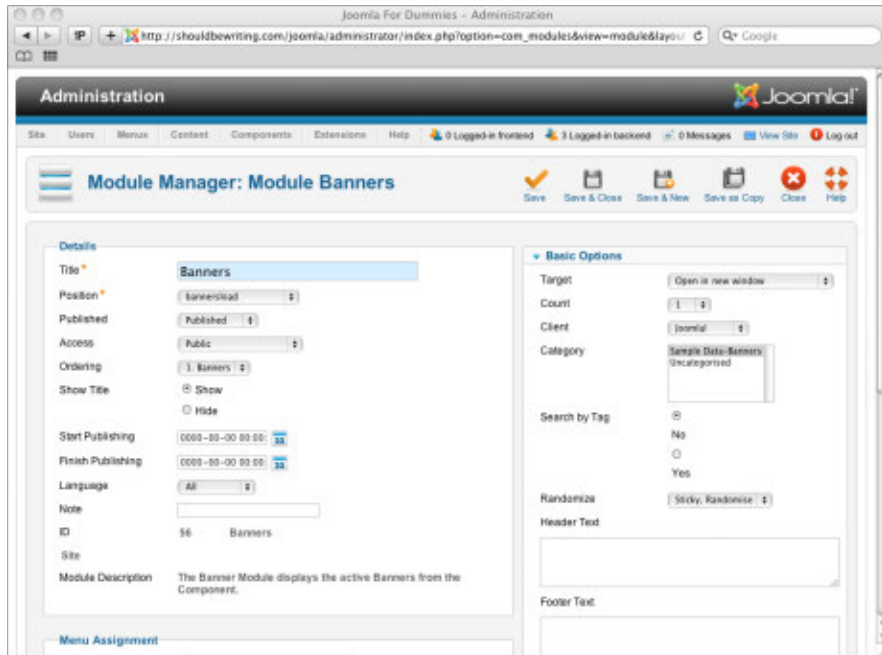 Joomla For Dummies - Administration
http://shouldbewriting.com/joomla/administrator/index.php?option=com_modules&view=module&layou
Google
Administration
Joomla!
Site Users Menus Content Components Extensions Help 0 Logged-in frontend 3 Logged-in backend 0 Messages View Site Log out
Module Manager: Module Banners
Save Save & Close Save & New Save as Copy Close Help
Details
Title *
Banners
Position *
bannersload
Published
Published
Access
Public
Ordering
1. Banners
Show Title
Show
Hide
Start Publishing
0000-00-00 00:00:
Finish Publishing
0000-00-00 00:00:
Language
All
Note
ID
56 Banners
Site
Module Description
The Banner Module displays the active Banners from the
Component.
Menu Assignment
Basic Options
Target
Open in new window
Count
1
Client
Joomla!
Category
Sample Data-Banners
Uncategorised
Search by Tag
No
Yes
Randomize
Sticky, Randomise
Header Text
Footer Text